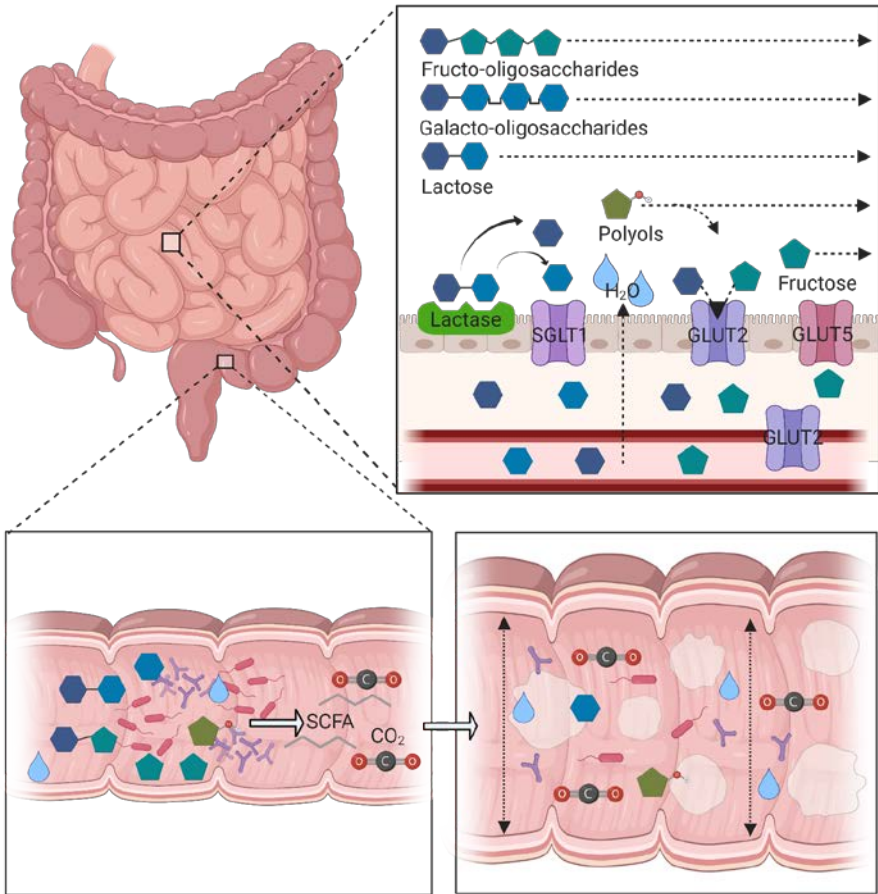 Fructo-oligosaccharides
Galacto-oligosaccharides
Lactose
Polyols
H₂O
Fructose
Lactase
SGLT1
GLUT2
GLUT5
GLUT2
O C O
SCFA
CO₂
O C O
O C O
O C O
O C O